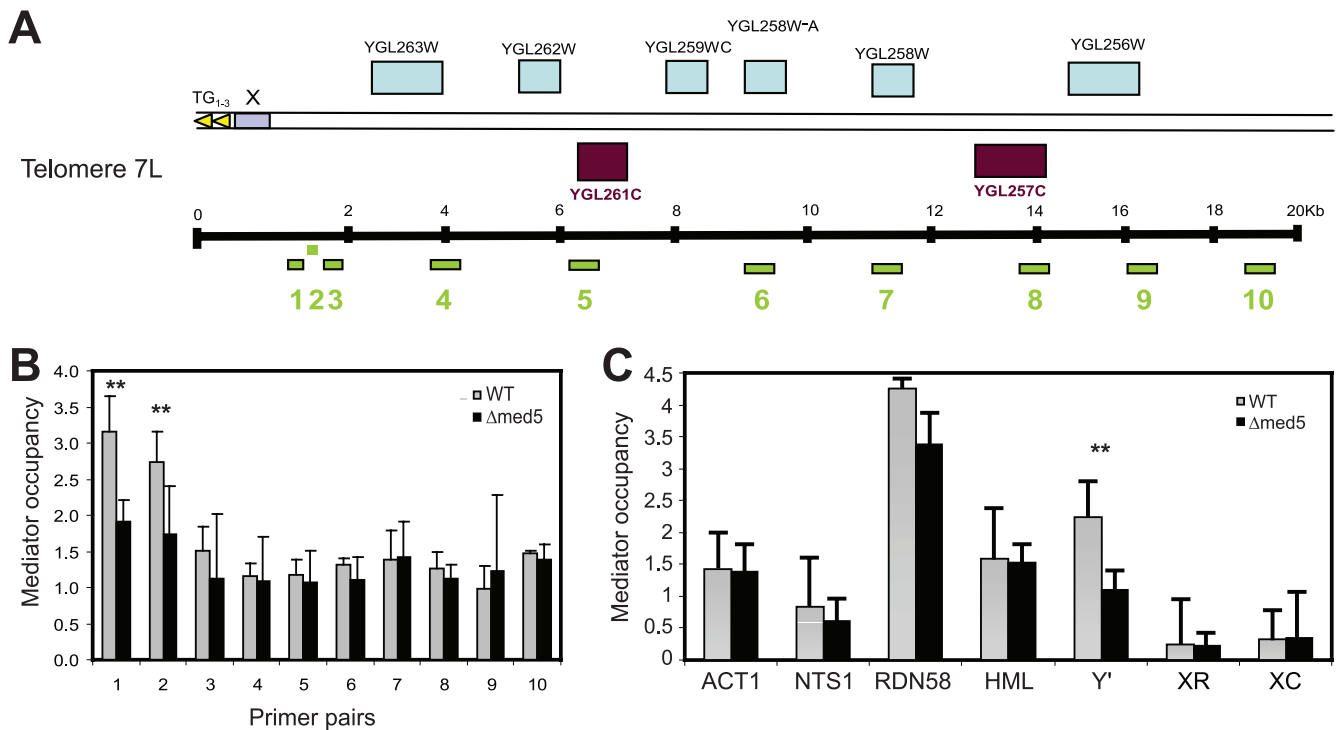 A
YGL263W
YGL262W
YGL259WC
YGL258W-A
YGL258W
YGL256W
TG1-3
X
Telomere 7L
YGL261C
YGL257C
0 2 4 6 8 10 12 14 16 18 20Kb
1 2 3 4 5 6 7 8 9 10
B
Mediator occupancy
4.0
3.5
3.0
2.5
2.0
1.5
1.0
0.5
0.0
** **
WT
Δmed5
1 2 3 4 5 6 7 8 9 10
Primer pairs
C
Mediator occupancy
4.5
4
3.5
3
2.5
2
1.5
1
0.5
0
**
WT
Δmed5
ACT1 NTS1 RDN58 HML Y' XR XC